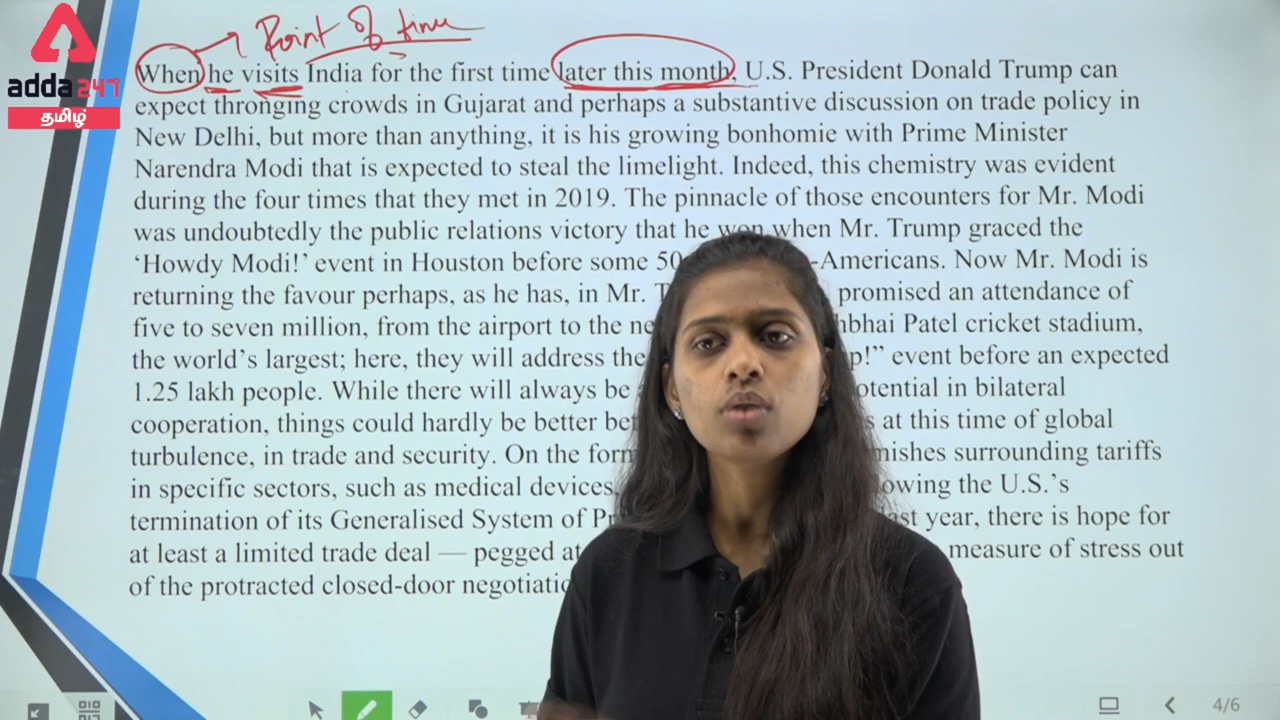 Point of time
adda247
தமிழ்
When he visits India for the first time later this month, U.S. President Donald Trump can
expect thronging crowds in Gujarat and perhaps a substantive discussion on trade policy in
New Delhi, but more than anything, it is his growing bonhomie with Prime Minister
Narendra Modi that is expected to steal the limelight. Indeed, this chemistry was evident
during the four times that they met in 2019. The pinnacle of those encounters for Mr. Modi
was undoubtedly the public relations victory that he won when Mr. Trump graced the
‘Howdy Modi!’ event in Houston before some 50 -Americans. Now Mr. Modi is
returning the favour perhaps, as he has, in Mr. promised an attendance of
five to seven million, from the airport to the Patel cricket stadium,
the world’s largest; here, they will address the event before an expected
1.25 lakh people. While there will always be in bilateral
cooperation, things could hardly be better at this time of global
turbulence, in trade and security. On the surrounding tariffs
in specific sectors, such as medical devices, the U.S.’s
termination of its Generalised System of year, there is hope for
at least a limited trade deal — pegged at measure of stress out
of the protracted closed-door
4/6